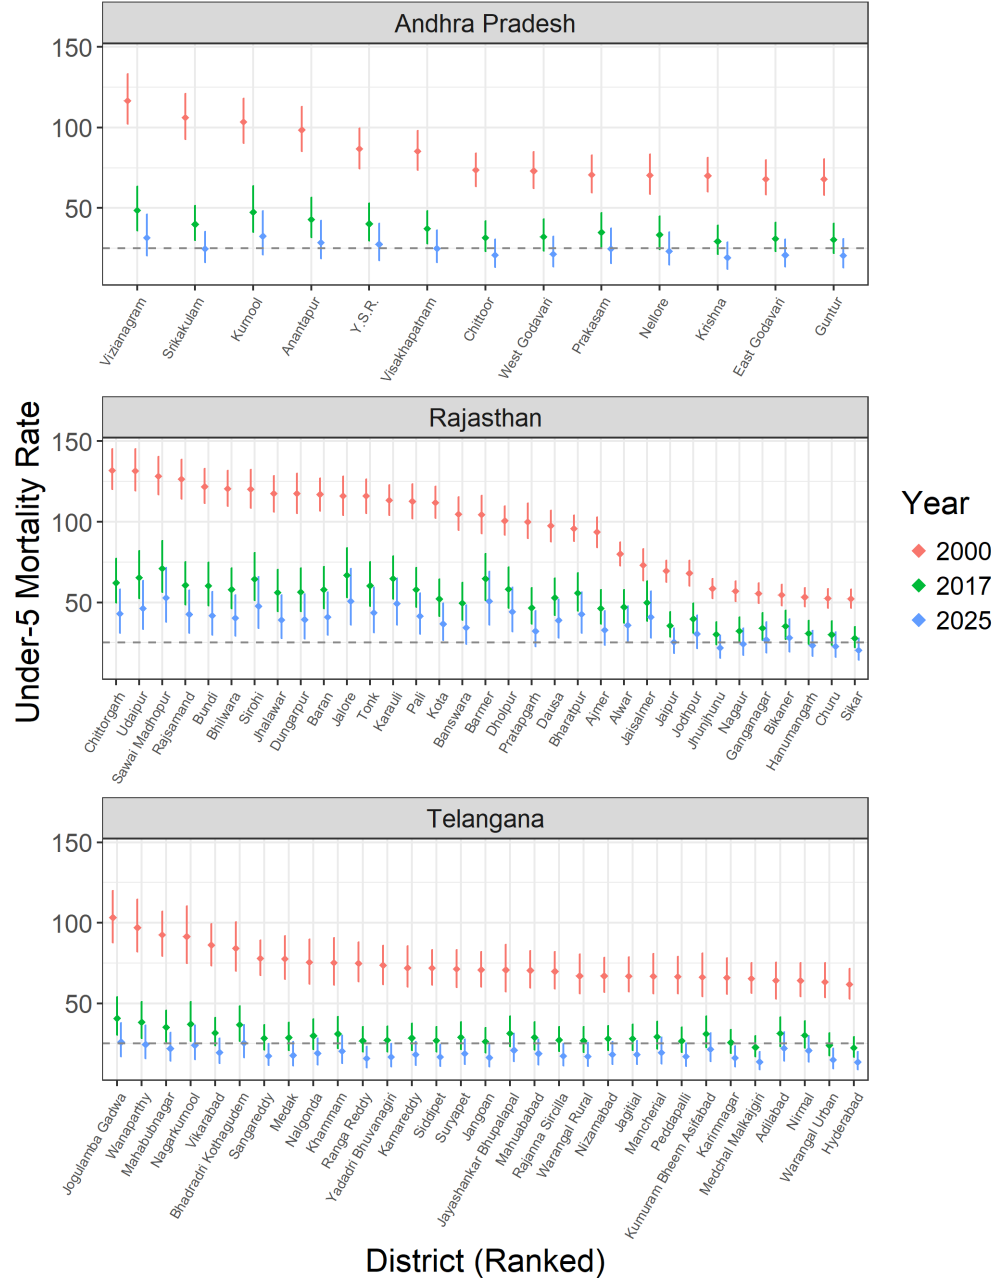 Andhra Pradesh
150
100
50
Vizianagram
Srikakulam
Kurnool
Anantapur
Y.S.R.
Visakhapatnam
Chittoor
West Godavari
Prakasam
Nellore
Krishna
East Godavari
Guntur
Under-5 Mortality Rate
Rajasthan
150
100
50
Chittorgarh
Udaipur
Sawai Madhopur
Rajsamand
Bundi
Bhilwara
Sirohi
Jhalawar
Dungarpur
Baran
Jalore
Tonk
Karauli
Pali
Kota
Banswara
Barmer
Dholpur
Pratapgarh
Dausa
Bharatpur
Ajmer
Alwar
Jaisalmer
Jaipur
Jodhpur
Jhunjhunu
Nagaur
Ganganagar
Bikaner
Hanumangarh
Churu
Sikar
Year
2000
2017
2025
Telangana
150
100
50
Jogulamba Gadwa
Wanaparthy
Mahabubnagar
Nagarkurnool
Vikarabad
Bhadradri Kothagudem
Sangareddy
Medak
Nalgonda
Khammam
Ranga Reddy
Yadadri Bhuvanagiri
Kamareddy
Siddipet
Suryapet
Jangoan
Jayashankar Bhupalapal
Mahuabubad
Rajanna Sircilla
Warangal Rural
Nizamabad
Jagitial
Mancherial
Peddapalli
Kumuram Bheem Asifabad
Karimnagar
Medchal Malkajgiri
Adilabad
Nirmal
Warangal Urban
Hyderabad
District (Ranked)